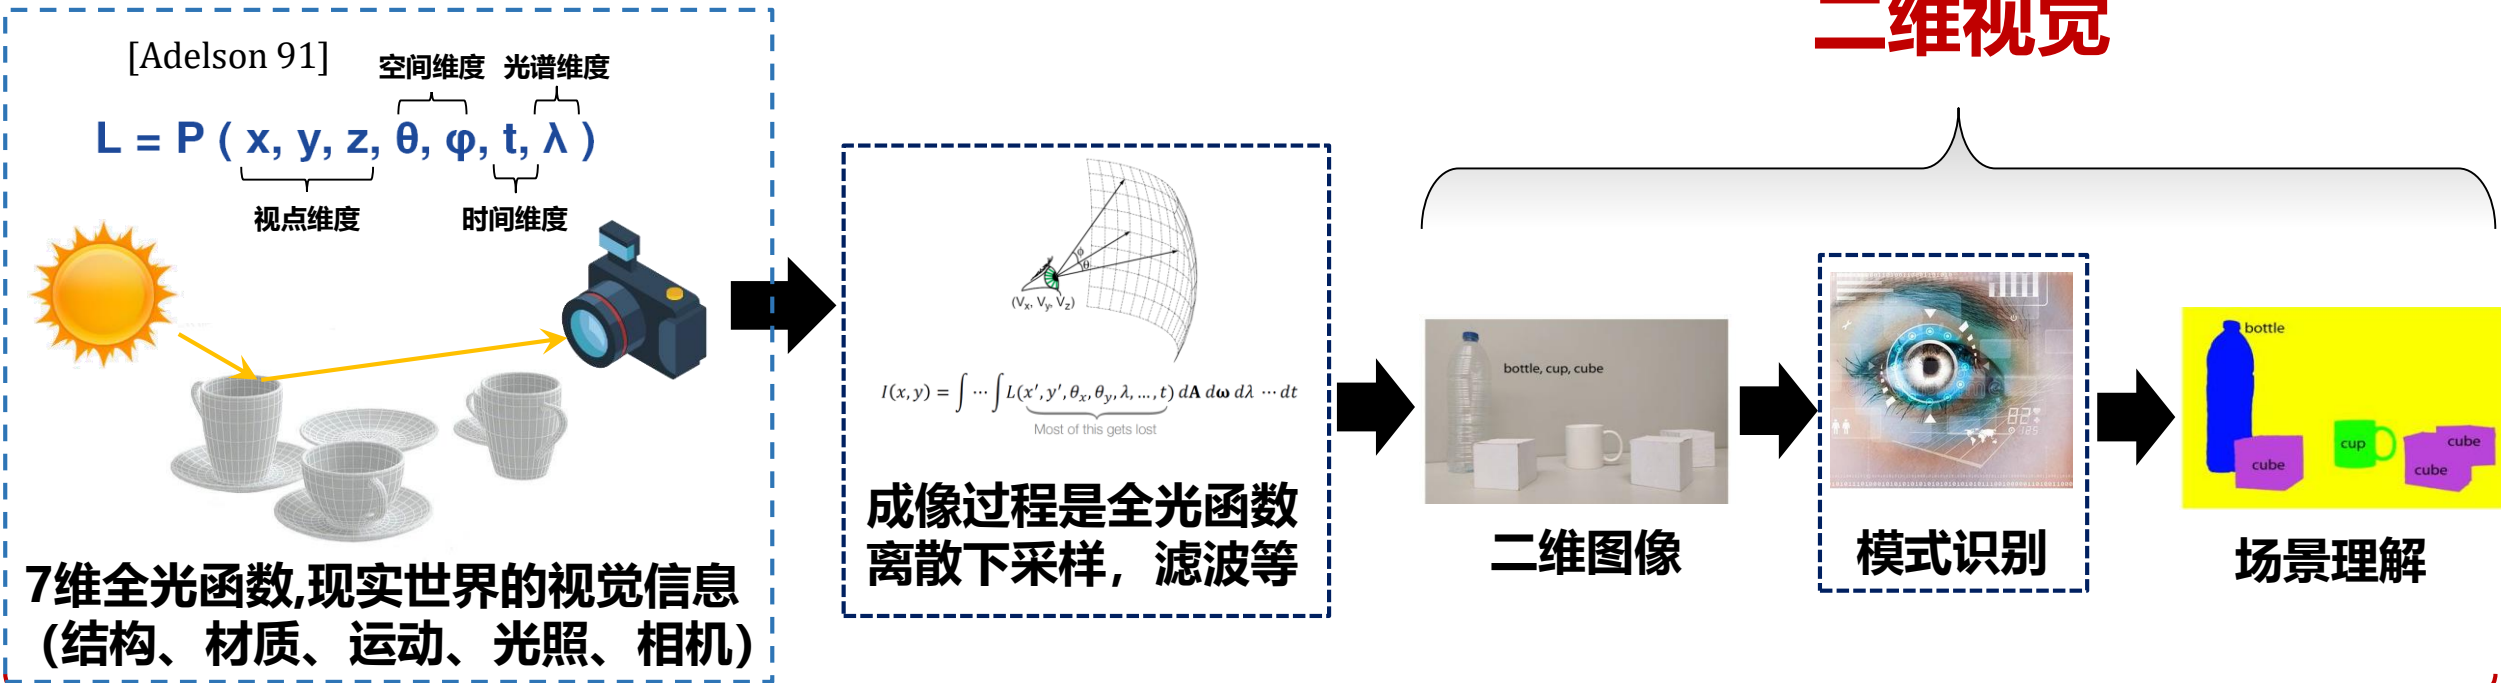 二维视觉
[Adelson 91]
空间维度 光谱维度
L = P ( x, y, z, θ, φ, t, λ )
视点维度 时间维度
7维全光函数,现实世界的视觉信息
(结构、材质、运动、光照、相机)
ϕ
θ
(Vx, Vy, Vz)
I(x,y) = ∫ ⋯ ∫ L(x′, y′, θx, θy, λ, …, t) dA dω dλ ⋯ dt
Most of this gets lost
成像过程是全光函数
离散下采样，滤波等
bottle, cup, cube
二维图像
模式识别
bottle
cube
cup
cube
cube
场景理解